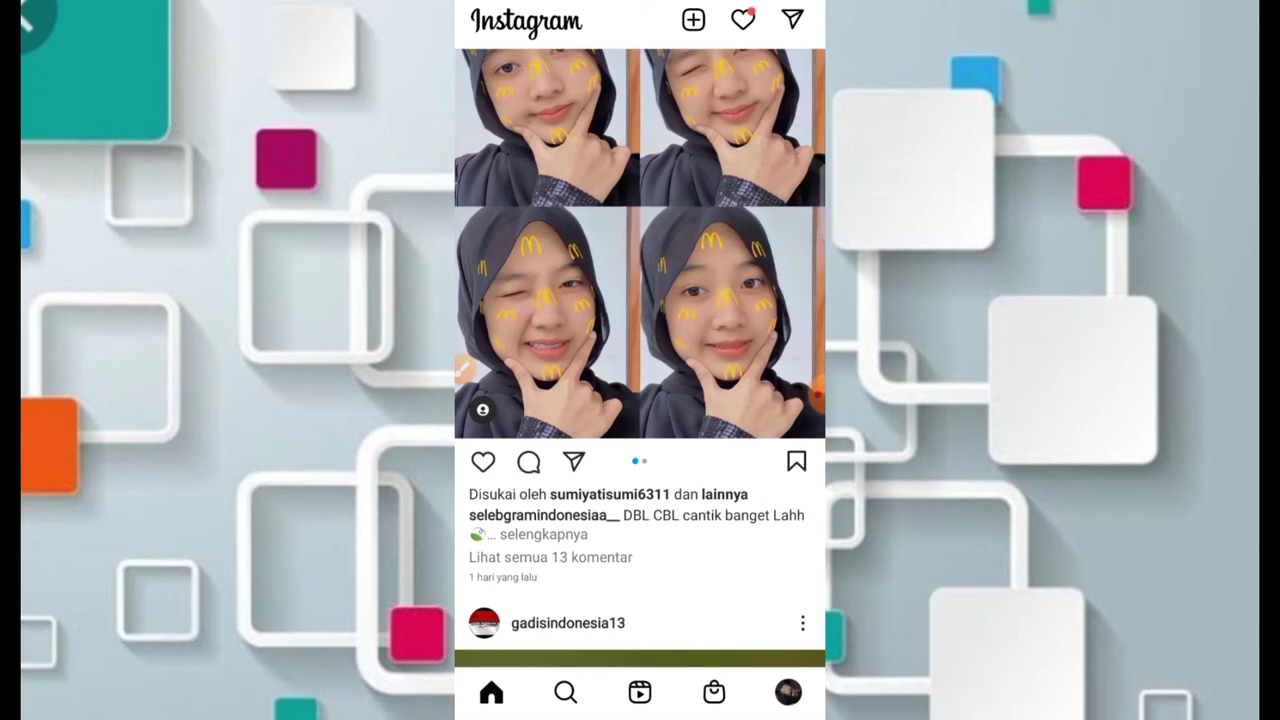 Instagram
Disukai oleh sumiyatisumi6311 dan lainnya
selebgramindonesiaa__ DBL CBL cantik banget Lahh
... selengkapnya
Lihat semua 13 komentar
1 hari yang lalu
gadisindonesia13